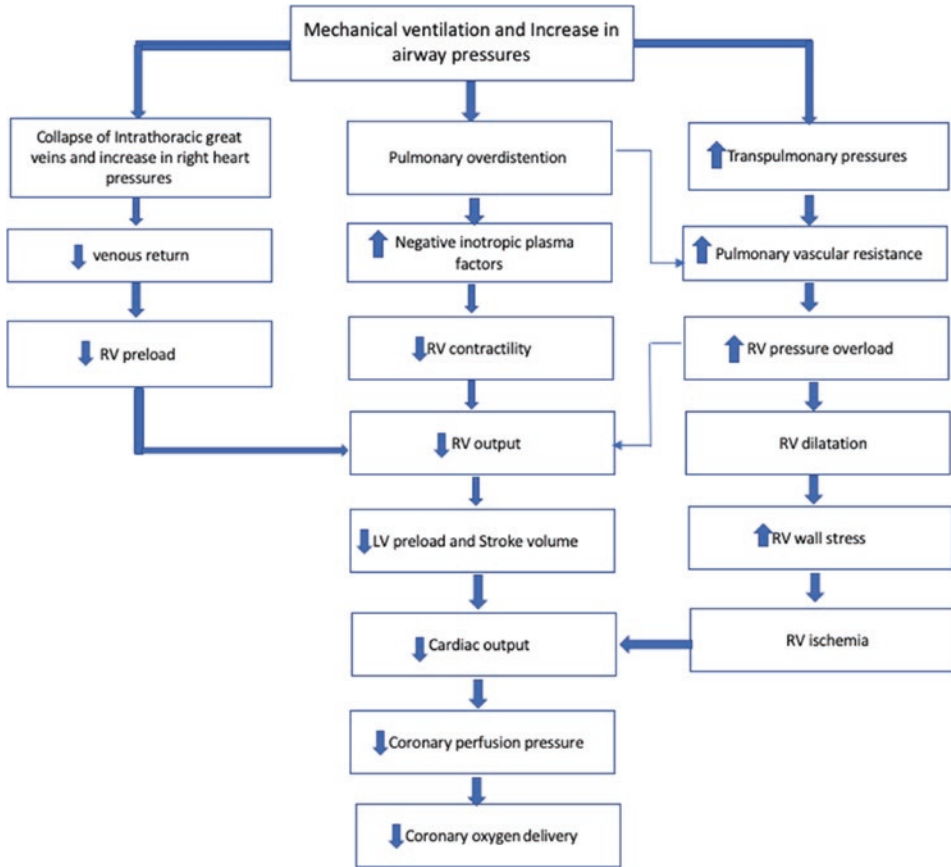 Mechanical ventilation and Increase in
airway pressures
Collapse of Intrathoracic great
veins and increase in right heart
pressures
Pulmonary overdistention
Transpulmonary pressures
venous return
Negative inotropic plasma
factors
Pulmonary vascular resistance
RV preload
RV contractility
RV pressure overload
RV output
RV dilatation
LV preload and Stroke volume
RV wall stress
Cardiac output
RV ischemia
Coronary perfusion pressure
Coronary oxygen delivery